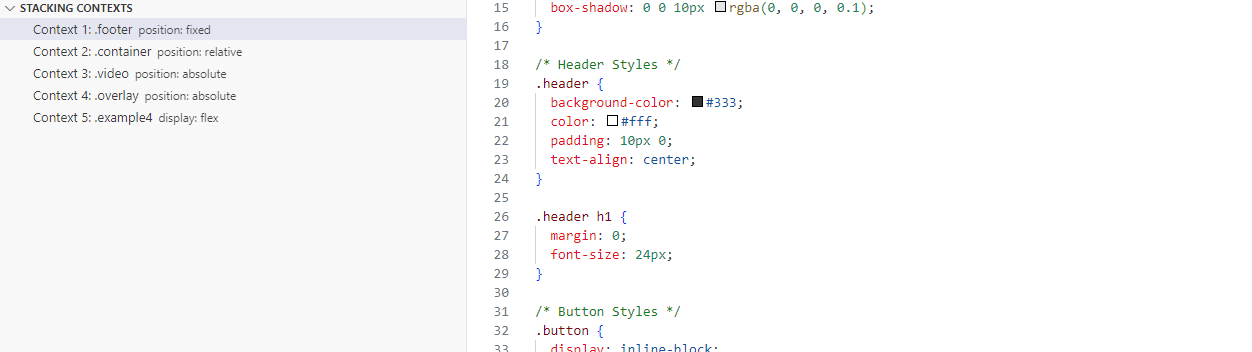 STACKING CONTEXTS
Context 1: .footer position: fixed
Context 2: .container position: relative
Context 3: .video position: absolute
Context 4: .overlay position: absolute
Context 5: .example4 display: flex
15 box-shadow: 0 0 10px rgba(0, 0, 0, 0.1);
16 }
17
18 /* Header Styles */
19 .header {
20 background-color: #333;
21 color: #fff;
22 padding: 10px 0;
23 text-align: center;
24 }
25
26 .header h1 {
27 margin: 0;
28 font-size: 24px;
29 }
30
31 /* Button Styles */
32 .button {
33 display: inline-block;